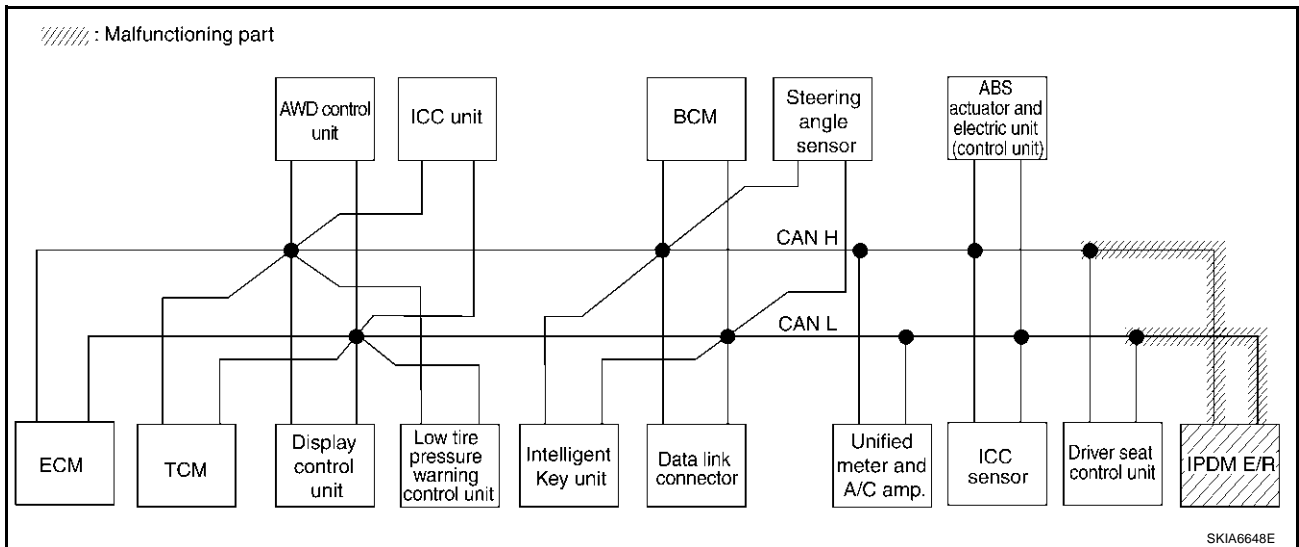 : Malfunctioning part
AWD control
unit
ICC unit
BCM
Steering
angle
sensor
ABS
actuator and
electric unit
(control unit)
CAN H
CAN L
ECM
TCM
Display
control
unit
Low tire
pressure
warning
control unit
Intelligent
Key unit
Data link
connector
Unified
meter and
A/C amp.
ICC
sensor
Driver seat
control unit
IPDM E/R
SKIA6648E